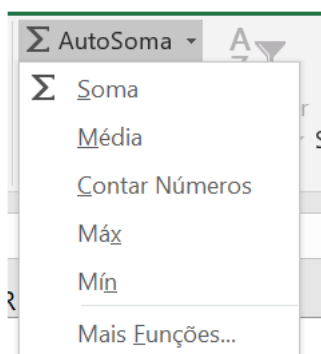 Σ AutoSoma
A
Z
Σ Soma
Média
Contar Números
Máx
Mín
Mais Funções...
r
S
R